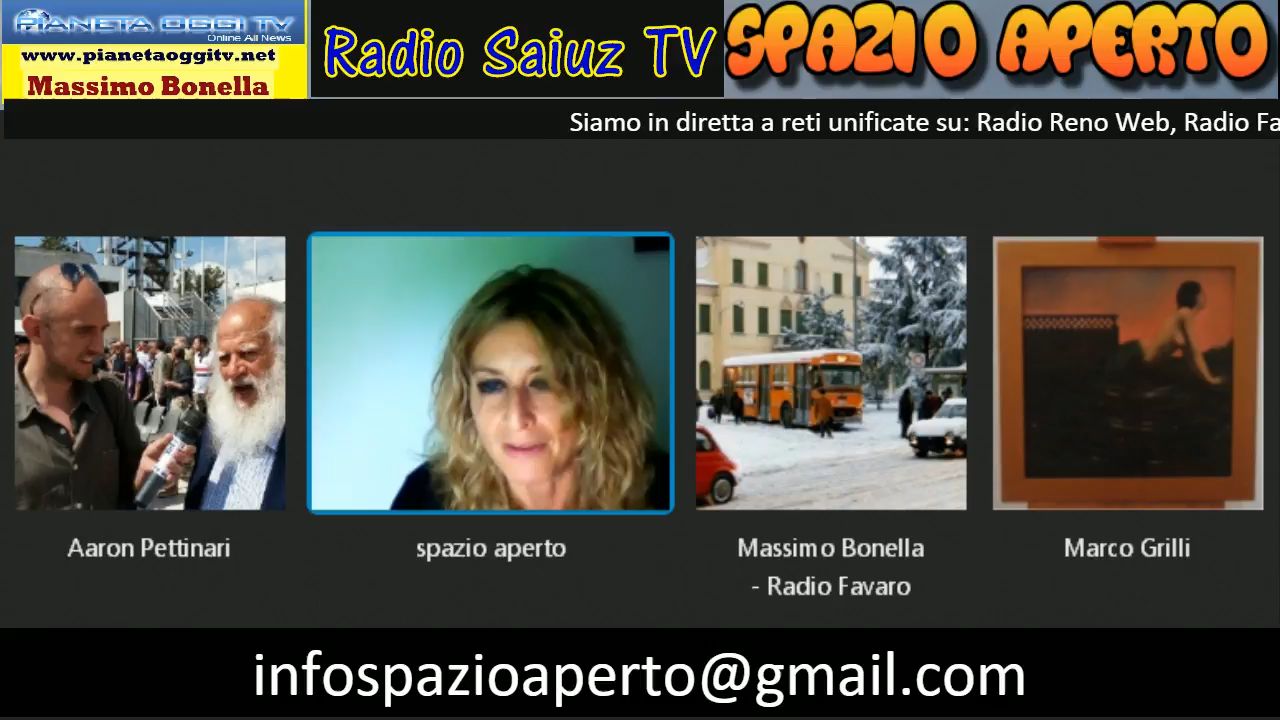 PIANETA OGGI TV
Online All News
www.pianetaoggitv.net
Massimo Bonella
Radio Saiuz TV
SPAZIO APERTO
Siamo in diretta a reti unificate su: Radio Reno Web, Radio Fa
Aaron Pettinari
spazio aperto
Massimo Bonella
- Radio Favaro
Marco Grilli
infospazioaperto@gmail.com